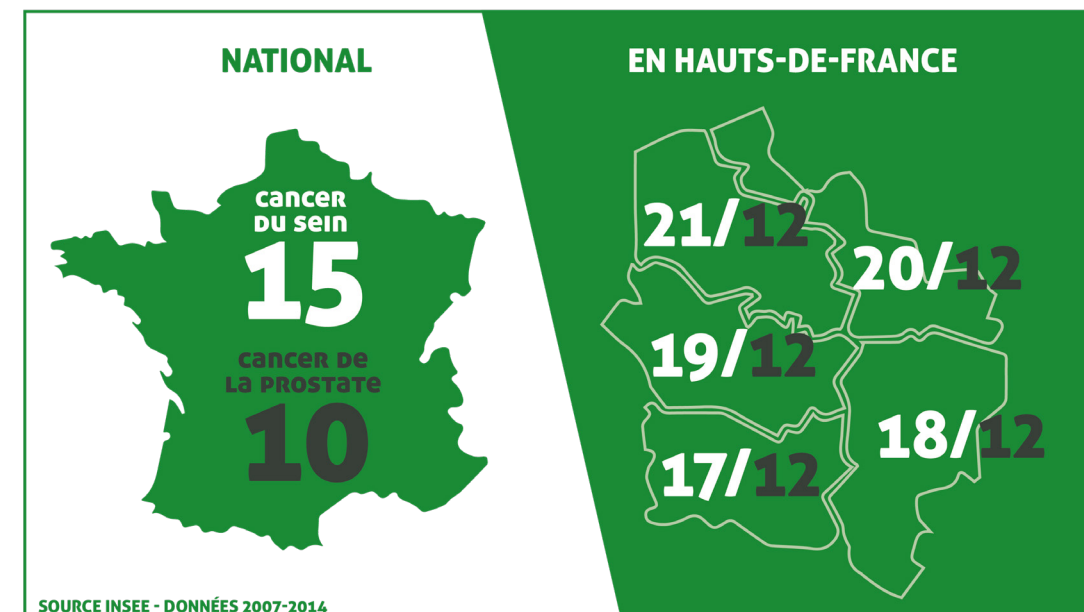 NATIONAL
cancer
du sein
15
cancer de
la prostate
10
SOURCE INSEE - DONNÉES 2007-2014
EN HAUTS-DE-FRANCE
21/12
20/12
19/12
18/12
17/12